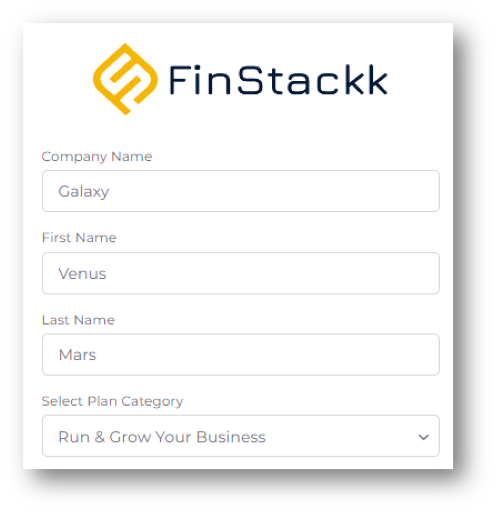 FinStackk
Company Name
Galaxy
First Name
Venus
Last Name
Mars
Select Plan Category
Run & Grow Your Business